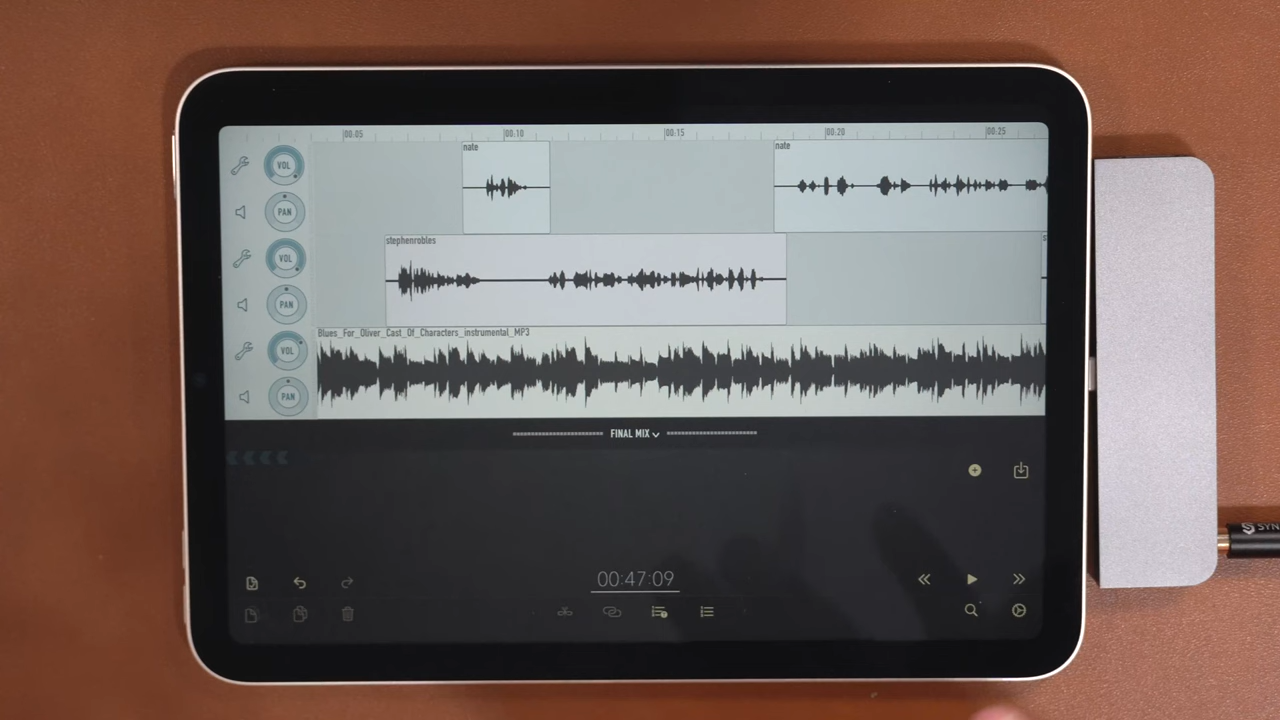 00:05 00:10 00:15 00:20 00:25
nate nate
VOL
PAN
stephenrobles s
VOL
PAN
Blues_For_Oliver_Cast_Of_Characters_instrumental_MP3
VOL
PAN
FINAL MIX
SYN
00:47:09